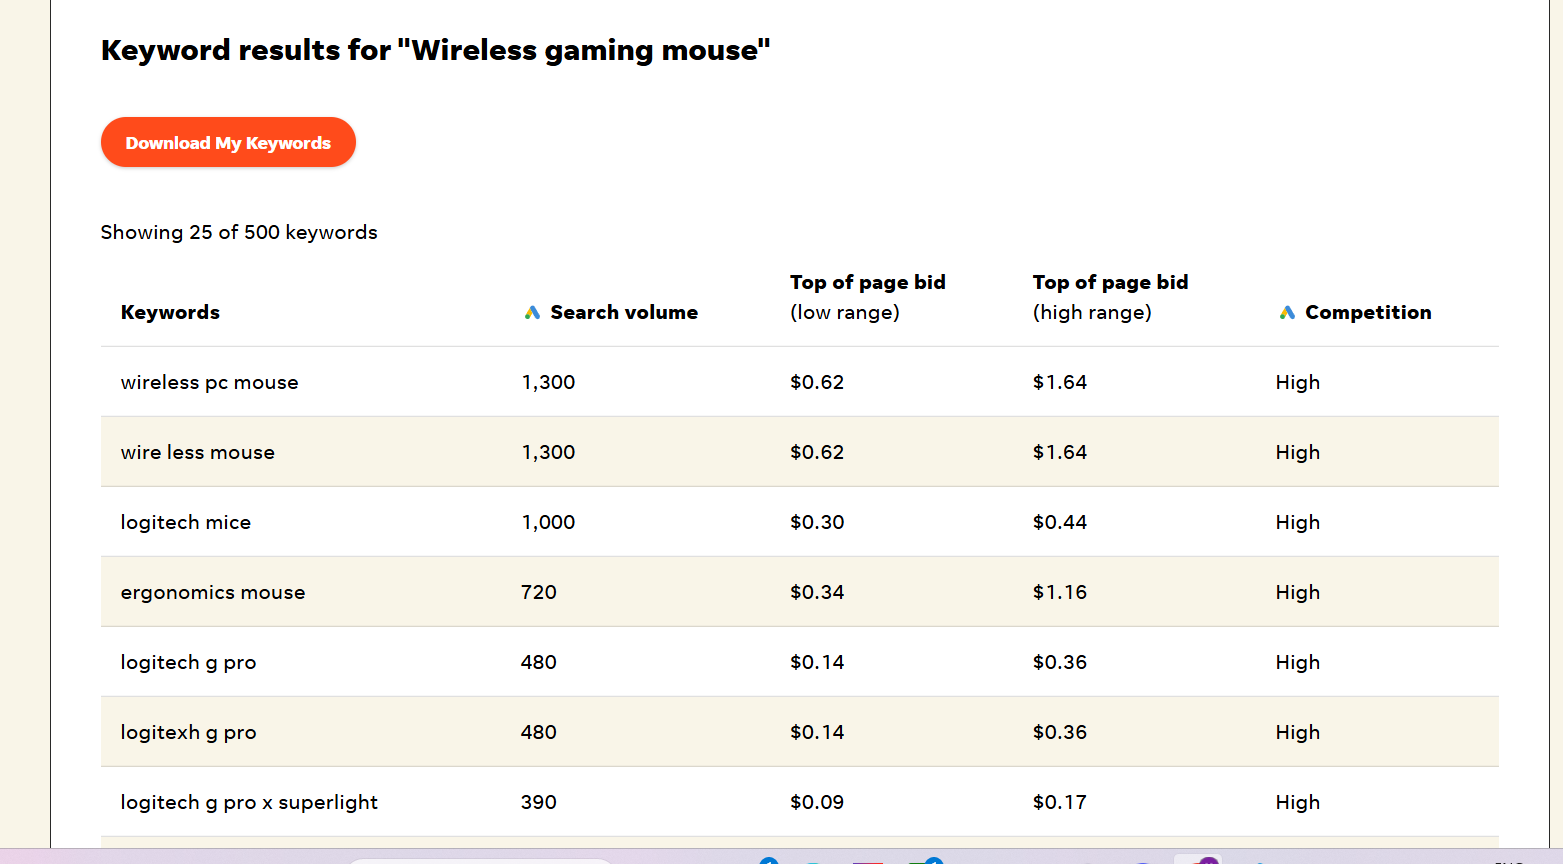 Keyword results for "Wireless gaming mouse"
Download My Keywords
Showing 25 of 500 keywords
Keywords Search volume Top of page bid (low range) Top of page bid (high range) Competition
wireless pc mouse 1,300 $0.62 $1.64 High
wire less mouse 1,300 $0.62 $1.64 High
logitech mice 1,000 $0.30 $0.44 High
ergonomics mouse 720 $0.34 $1.16 High
logitech g pro 480 $0.14 $0.36 High
logitexh g pro 480 $0.14 $0.36 High
logitech g pro x superlight 390 $0.09 $0.17 High